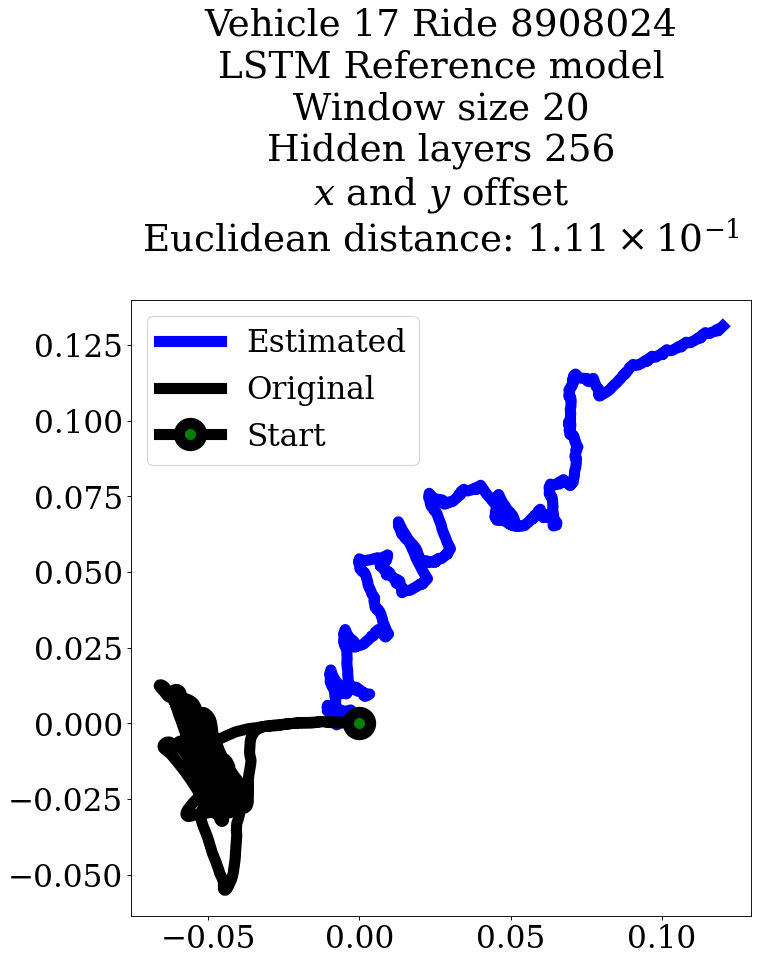 Vehicle 17 Ride 8908024
LSTM Reference model
Window size 20
Hidden layers 256
x and y offset
Euclidean distance: 1.11 × 10⁻¹
Estimated
Original
Start
0.125
0.100
0.075
0.050
0.025
0.000
−0.025
−0.050
−0.05 0.00 0.05 0.10